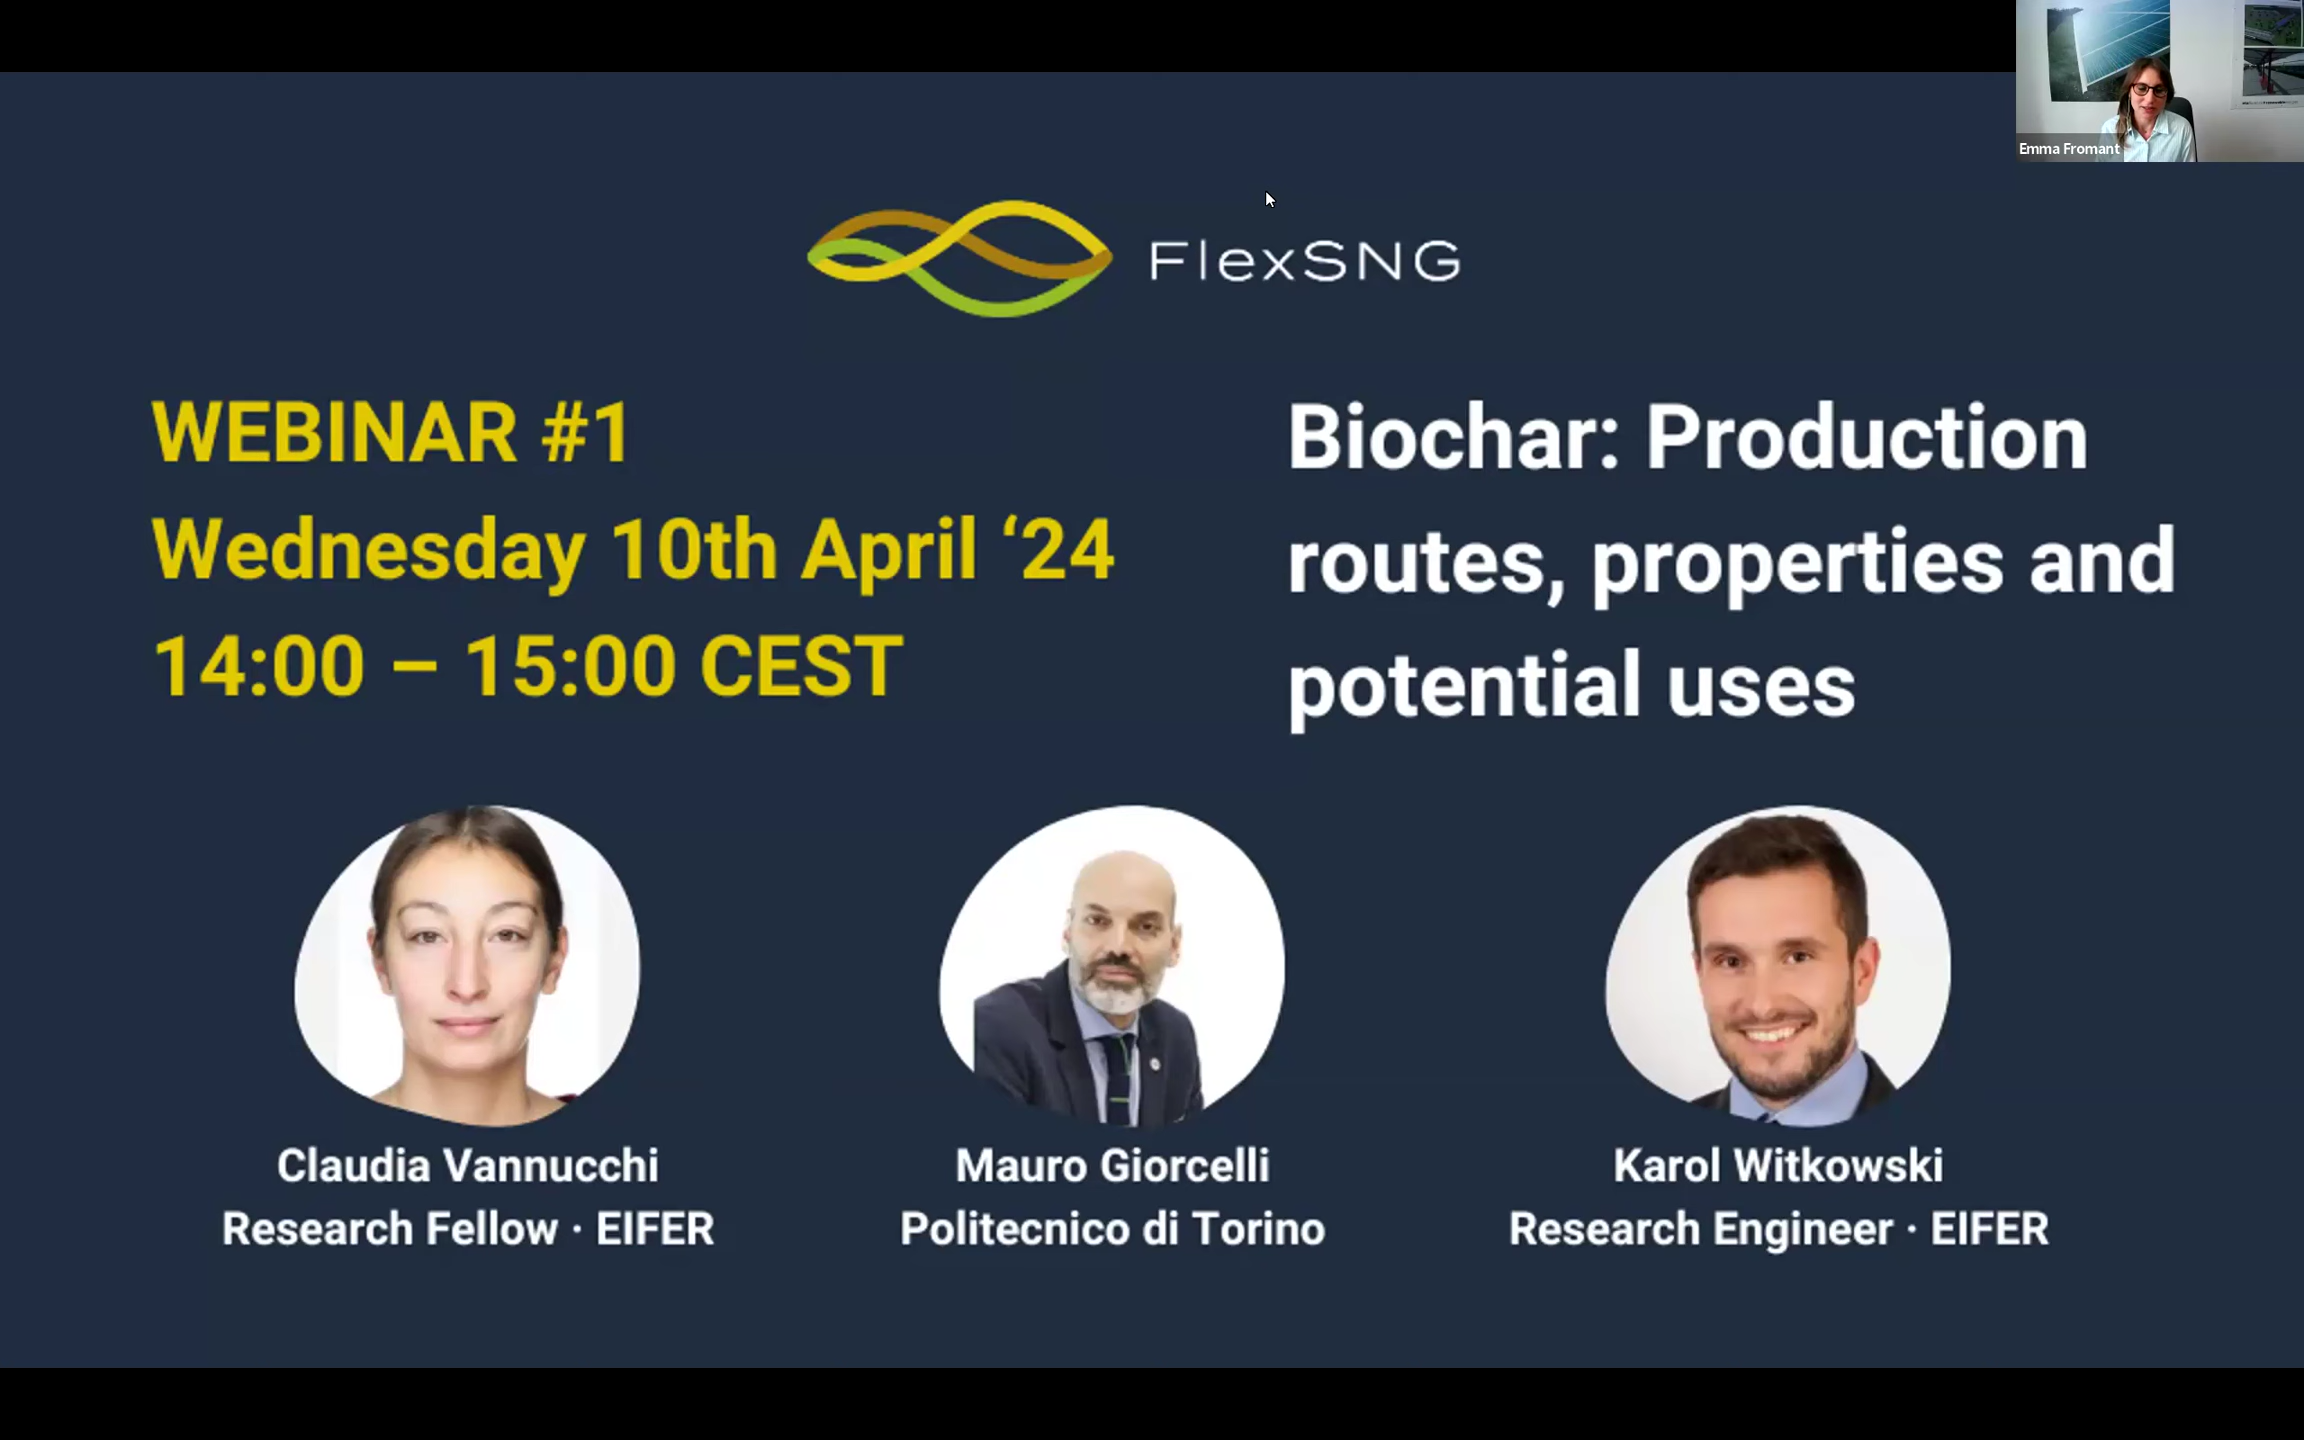 Emma Fromant
FlexSNG
WEBINAR #1
Wednesday 10th April ‘24
14:00 – 15:00 CEST
Biochar: Production
routes, properties and
potential uses
Claudia Vannucchi
Research Fellow · EIFER
Mauro Giorcelli
Politecnico di Torino
Karol Witkowski
Research Engineer · EIFER